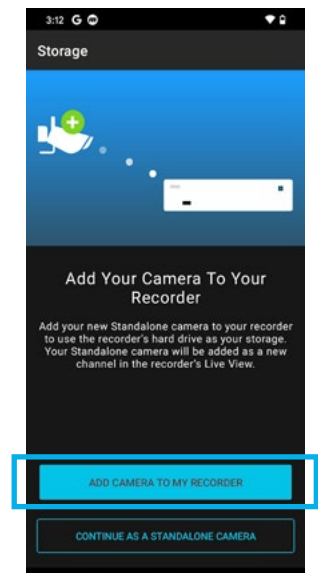 3:12 G
Storage
Add Your Camera To Your
Recorder
Add your new Standalone camera to your recorder
to use the recorder's hard drive as your storage.
Your Standalone camera will be added as a new
channel in the recorder's Live View.
ADD CAMERA TO MY RECORDER
CONTINUE AS A STANDALONE CAMERA